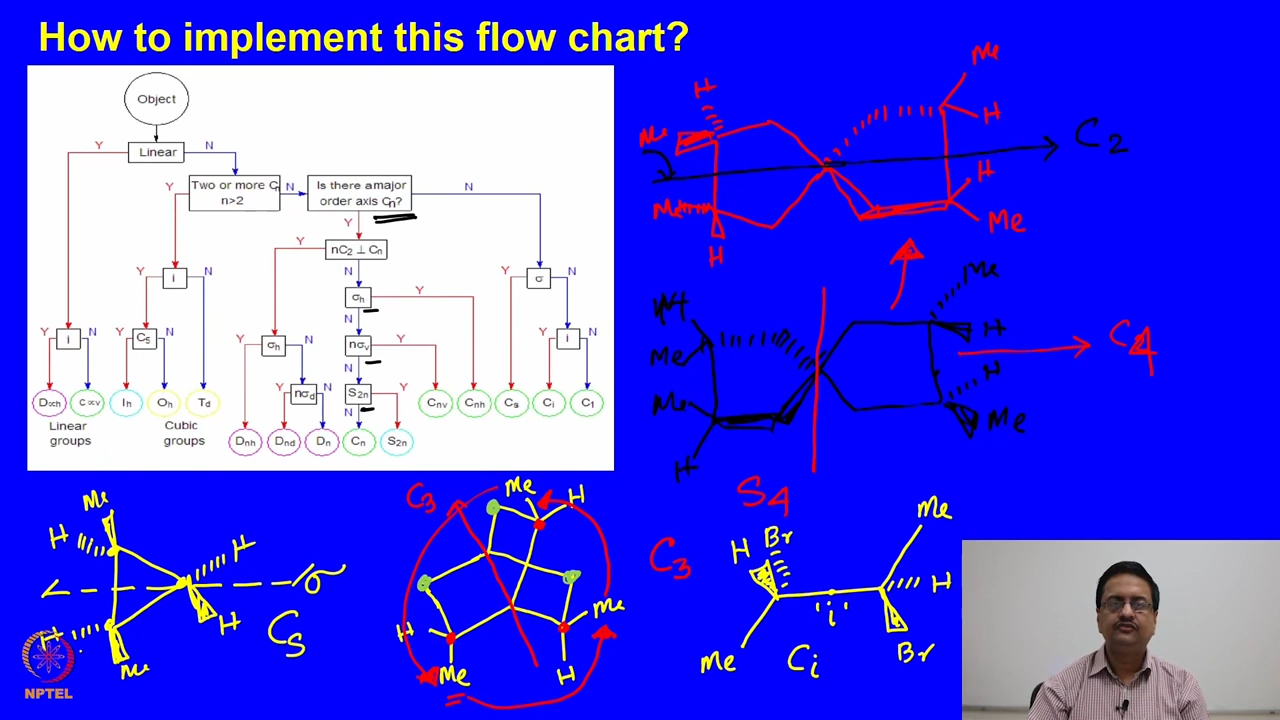 How to implement this flow chart?
Object
Y Linear N
Two or more Cn
n>2
Y N
Is there a major
order axis Cn?
N
Y
Y nC2 ⊥ Cn
N
Y i N
σh Y
N
Y σ N
Y i N
Y C5 N
Y σh N
nσv Y
N
Y i N
Y nσd N
S2n Y
N
D∞h C∞v Ih Oh Td
Cnv Cnh Cs Ci C1
Linear
groups
Cubic
groups
Dnh Dnd Dn Cn S2n
Me
H
H
Me
H
C2
H
Me
H
Me
Me
H
Me
H
Me
Me
H
Me
H
C4
S4
Me
H
H
σ
H
H
Me
Cs
C3
Me
H
Me
H
H
Me
C3
H Br
Me
H
i
Me
Ci
Br
NPTEL